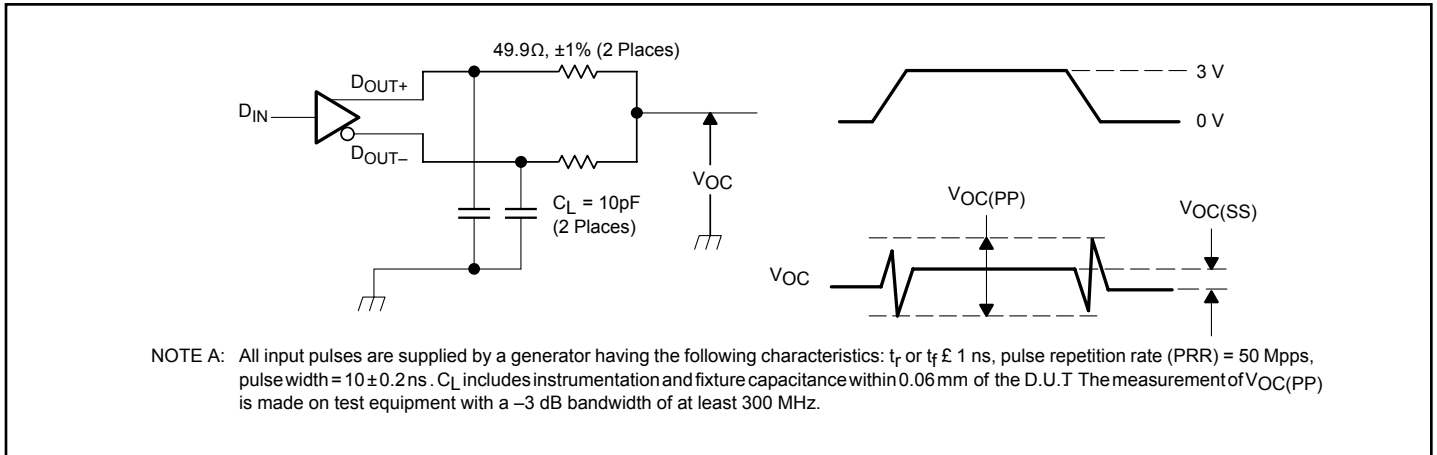 49.9Ω, ±1% (2 Places)
DOUT+
DIN
DOUT–
CL = 10pF
(2 Places)
VOC
3 V
0 V
VOC(PP)
VOC(SS)
VOC
NOTE A: All input pulses are supplied by a generator having the following characteristics: tr or tf £ 1 ns, pulse repetition rate (PRR) = 50 Mpps,
pulse width = 10 ± 0.2 ns . CL includes instrumentation and fixture capacitance within 0.06 mm of the D.U.T The measurement of VOC(PP)
is made on test equipment with a –3 dB bandwidth of at least 300 MHz.